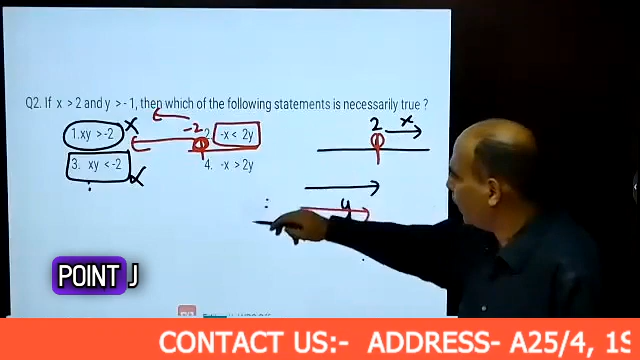 Q2. If x > 2 and y > - 1, then which of the following statements is necessarily true ?
1. xy > -2
2. -x < 2y
3. xy < -2
4. -x > 2y
x
-2
x
2
x
y
POINT J
CONTACT US:- ADDRESS- A25/4, 1S